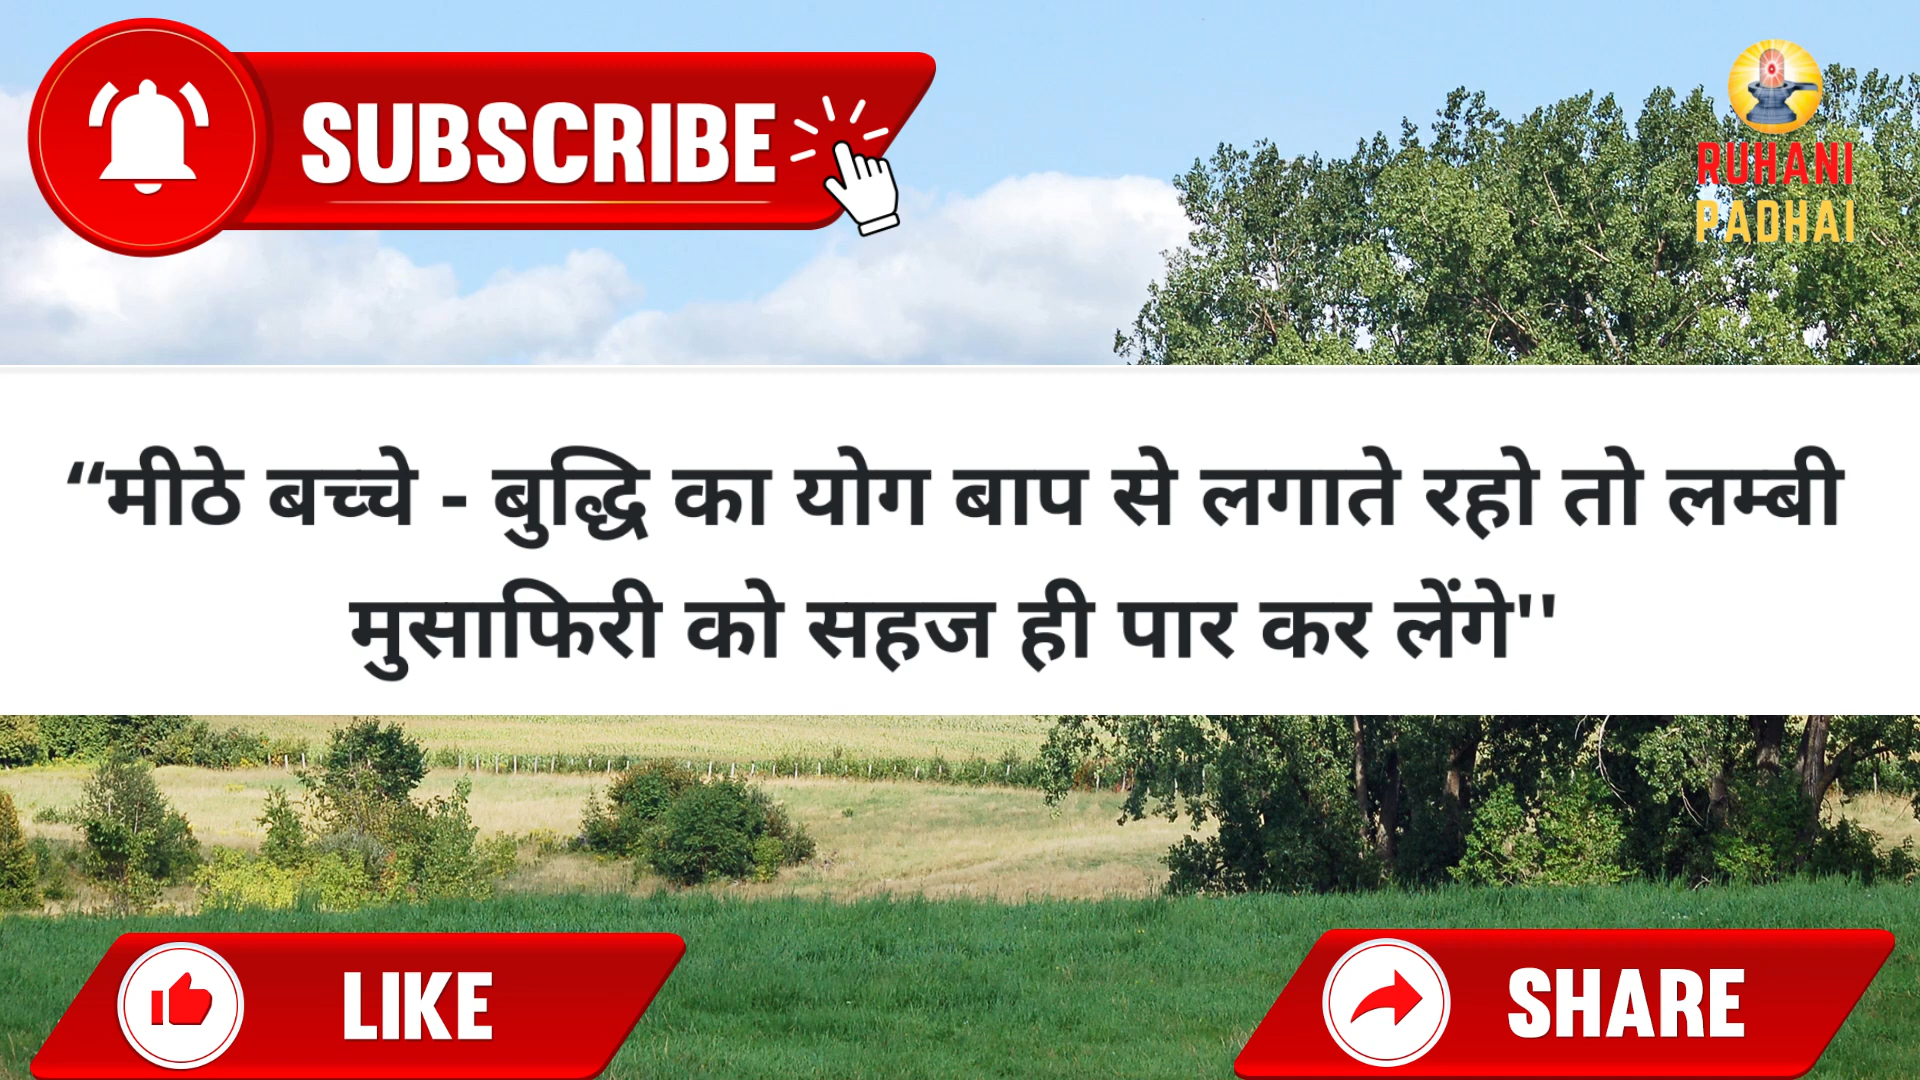 SUBSCRIBE
RUHANI
PADHAI
“मीठे बच्चे - बुद्धि का योग बाप से लगाते रहो तो लम्बी
मुसाफिरी को सहज ही पार कर लेंगे''
LIKE
SHARE